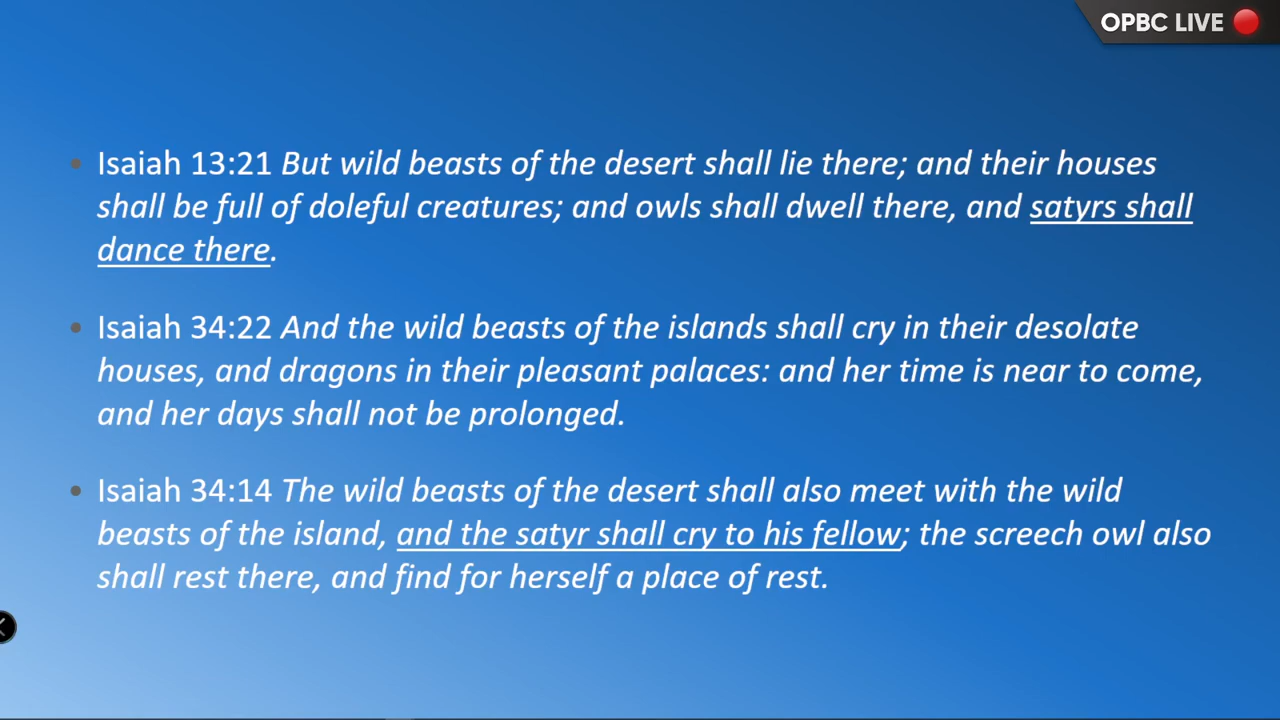 OPBC LIVE
• Isaiah 13:21 But wild beasts of the desert shall lie there; and their houses
shall be full of doleful creatures; and owls shall dwell there, and satyrs shall
dance there.
• Isaiah 34:22 And the wild beasts of the islands shall cry in their desolate
houses, and dragons in their pleasant palaces: and her time is near to come,
and her days shall not be prolonged.
• Isaiah 34:14 The wild beasts of the desert shall also meet with the wild
beasts of the island, and the satyr shall cry to his fellow; the screech owl also
shall rest there, and find for herself a place of rest.